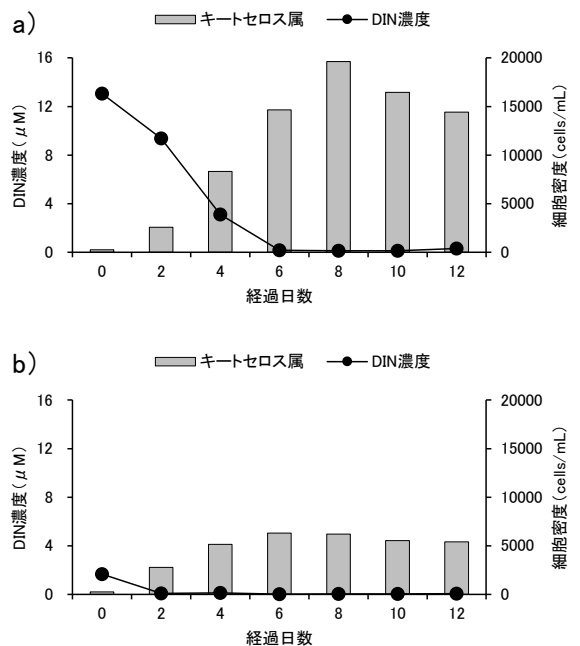 a)
キートセロス属 DIN濃度
16 20000
12 15000
8 10000
4 5000
0 0
DIN濃度(μM)
細胞密度(cells/mL)
0 2 4 6 8 10 12
経過日数
b)
キートセロス属 DIN濃度
16 20000
12 15000
8 10000
4 5000
0 0
DIN濃度(μM)
細胞密度(cells/mL)
0 2 4 6 8 10 12
経過日数